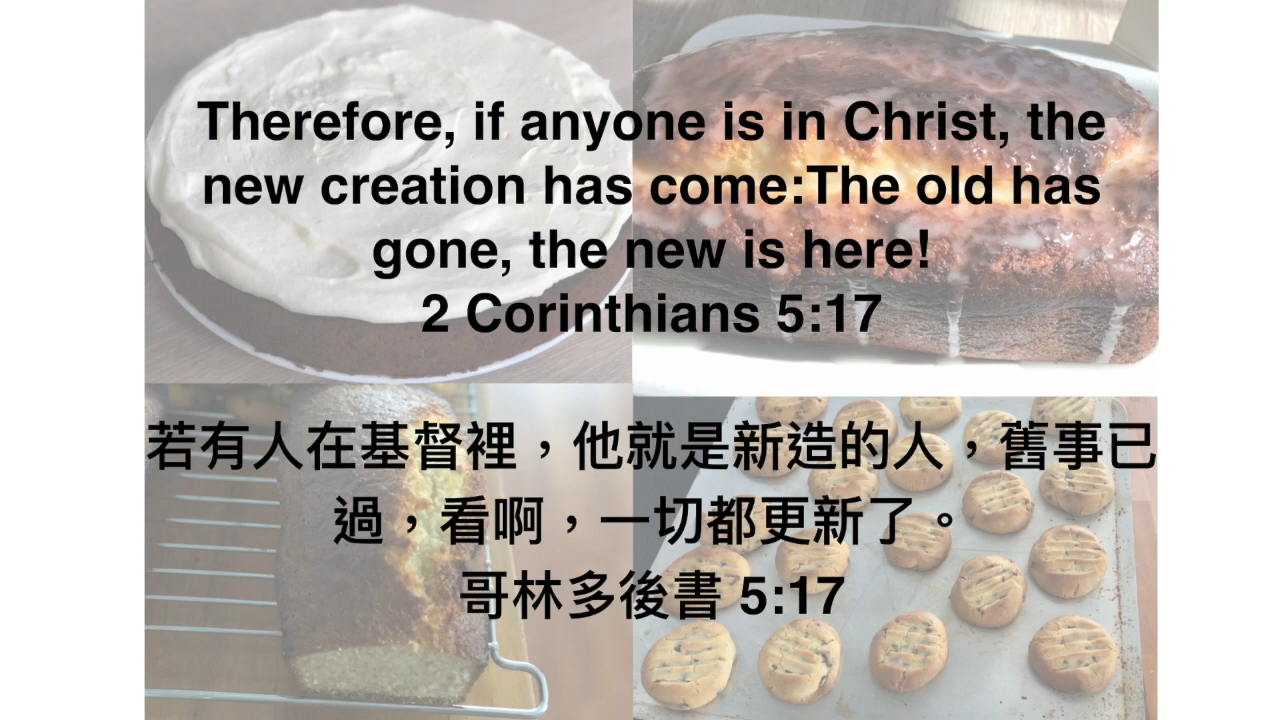 Therefore, if anyone is in Christ, the
new creation has come:The old has
gone, the new is here!
2 Corinthians 5:17
若有人在基督裡，他就是新造的人，舊事已
過，看啊，一切都更新了。
哥林多後書 5:17